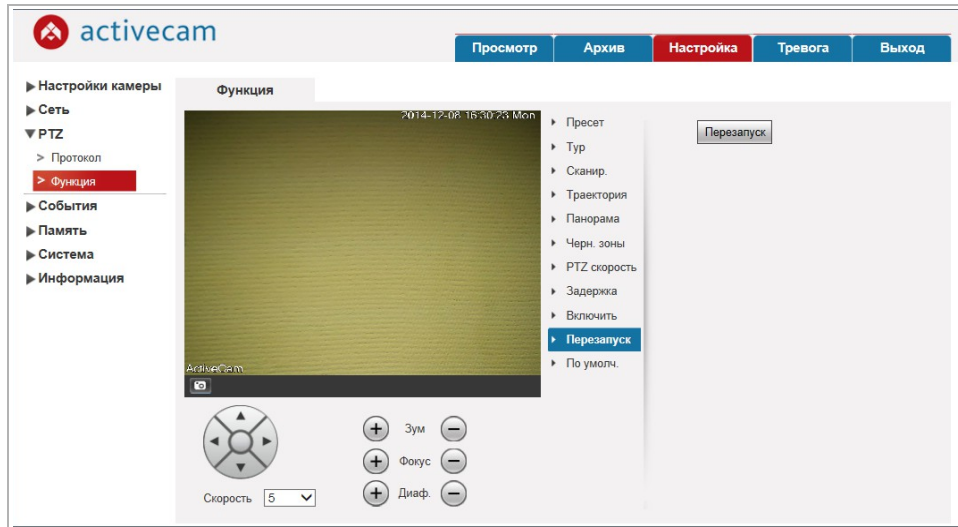 activecam
Просмотр
Архив
Настройка
Тревога
Выход
Настройки камеры
Сеть
PTZ
> Протокол
> Функция
События
Память
Система
Информация
Функция
2014-12-08 16:30:23 Mon
ActiveCam
Пресет
Тур
Сканир.
Траектория
Панорама
Черн. зоны
PTZ скорость
Задержка
Включить
Перезапуск
По умолч.
Перезапуск
Зум
Фокус
Диаф.
Скорость 5